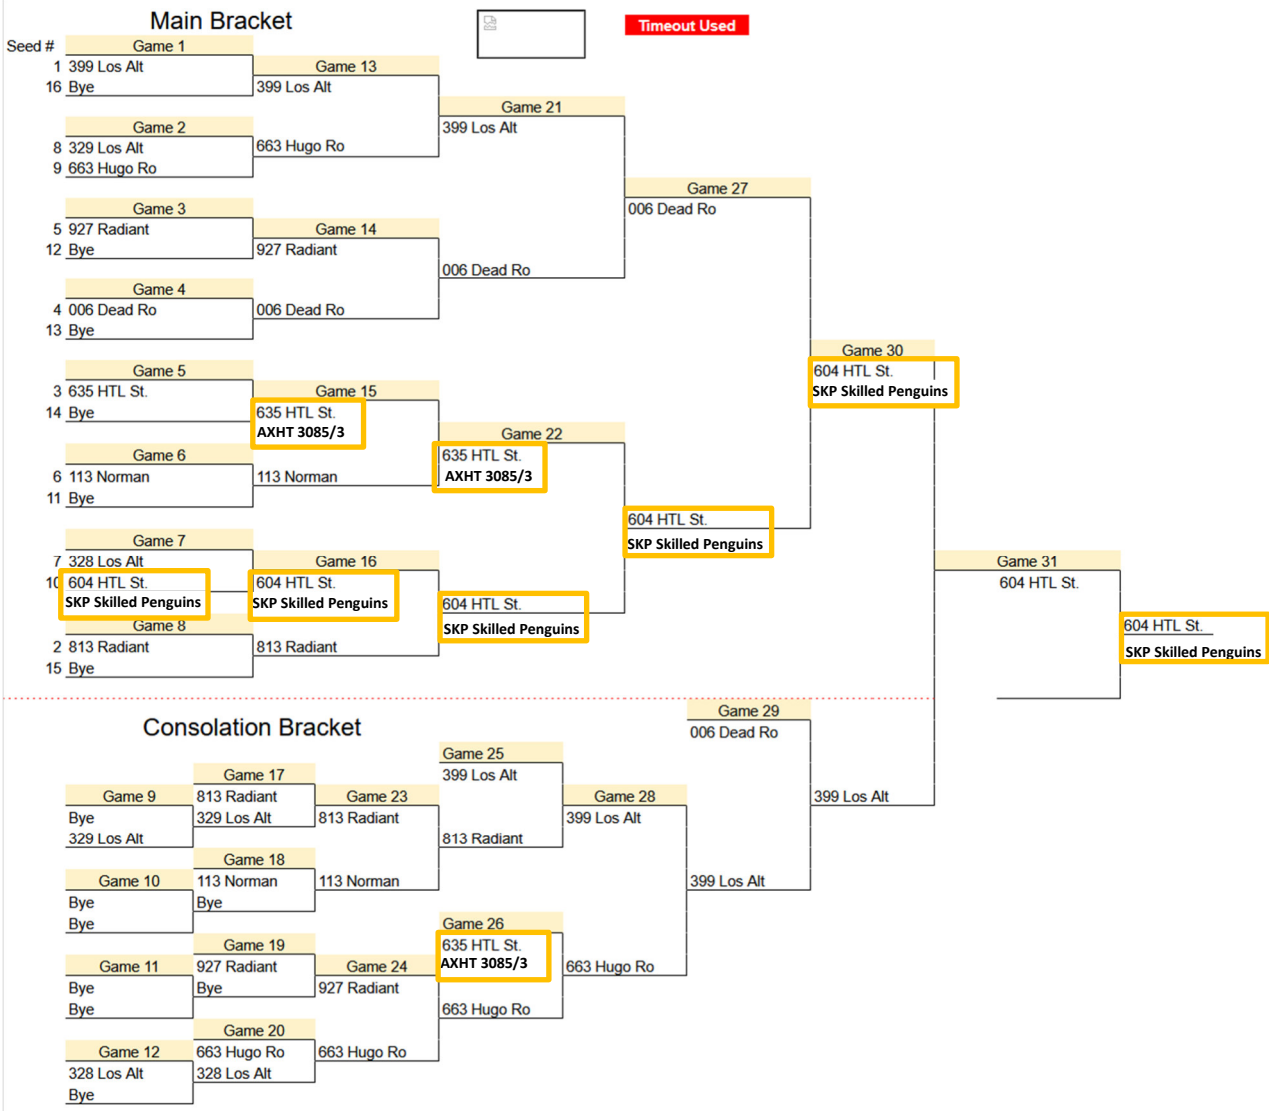 Main Bracket
Timeout Used
Seed #
Game 1
1 399 Los Alt
16 Bye
Game 13
399 Los Alt
663 Hugo Ro
Game 2
8 329 Los Alt
9 663 Hugo Ro
Game 21
399 Los Alt
006 Dead Ro
Game 3
5 927 Radiant
12 Bye
Game 14
927 Radiant
006 Dead Ro
Game 4
4 006 Dead Ro
13 Bye
Game 27
006 Dead Ro
604 HTL St.
SKP Skilled Penguins
Game 5
3 635 HTL St.
14 Bye
Game 15
635 HTL St.
AXHT 3085/3
113 Norman
Game 6
6 113 Norman
11 Bye
Game 22
635 HTL St.
AXHT 3085/3
604 HTL St.
SKP Skilled Penguins
Game 7
7 328 Los Alt
10 604 HTL St.
SKP Skilled Penguins
Game 16
604 HTL St.
SKP Skilled Penguins
813 Radiant
Game 8
2 813 Radiant
15 Bye
Game 30
604 HTL St.
SKP Skilled Penguins
399 Los Alt
Game 31
604 HTL St.
604 HTL St.
SKP Skilled Penguins
Consolation Bracket
Game 9
Bye
329 Los Alt
Game 17
813 Radiant
329 Los Alt
Game 23
813 Radiant
113 Norman
Game 10
Bye
Bye
Game 18
113 Norman
Bye
Game 25
399 Los Alt
813 Radiant
Game 28
399 Los Alt
663 Hugo Ro
Game 29
006 Dead Ro
399 Los Alt
Game 11
Bye
Bye
Game 19
927 Radiant
Bye
Game 24
927 Radiant
663 Hugo Ro
Game 26
635 HTL St.
AXHT 3085/3
663 Hugo Ro
Game 12
328 Los Alt
Bye
Game 20
663 Hugo Ro
328 Los Alt